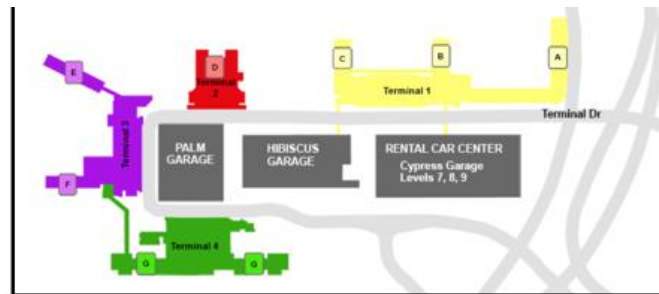 E
D
Terminal
2
C
B
A
Terminal 1
Terminal Dr
Terminal 3
PALM
GARAGE
HIBISCUS
GARAGE
RENTAL CAR CENTER
Cypress Garage
Levels 7, 8, 9
F
Terminal 4
G
G